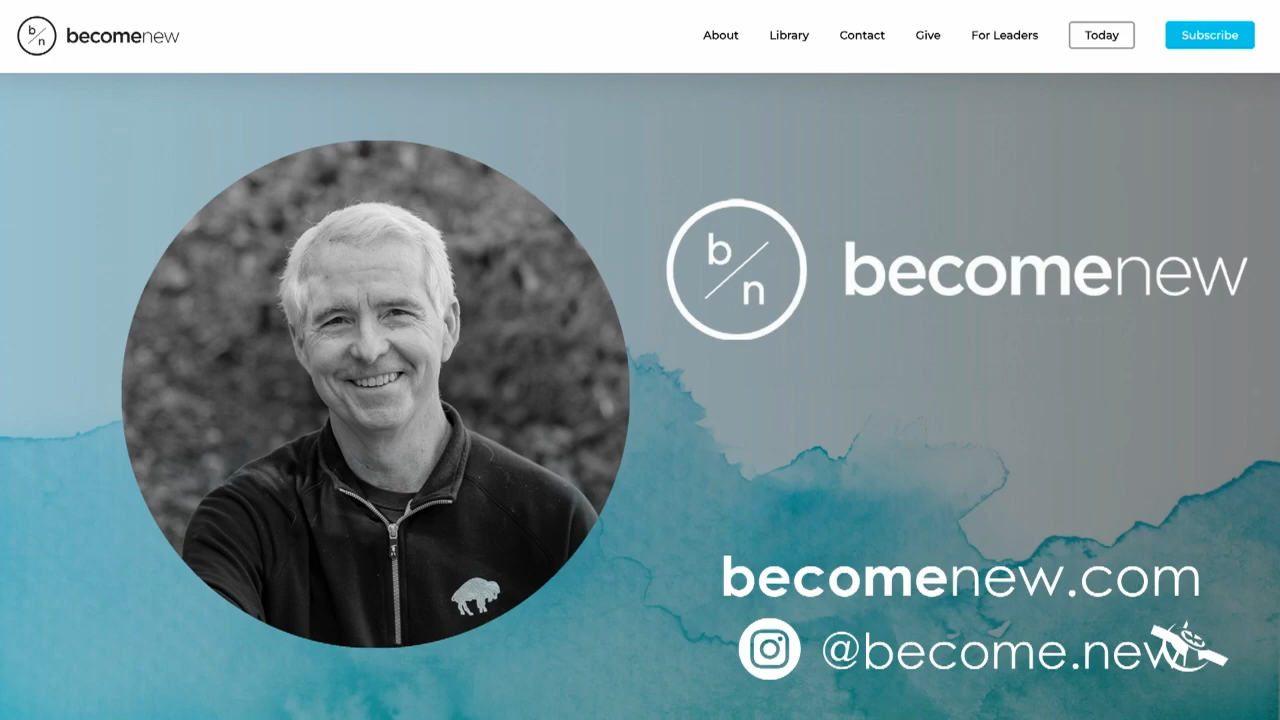 b
n
becomenew
About
Library
Contact
Give
For Leaders
Today
Subscribe
b
n
becomenew
becomenew.com
@become.new